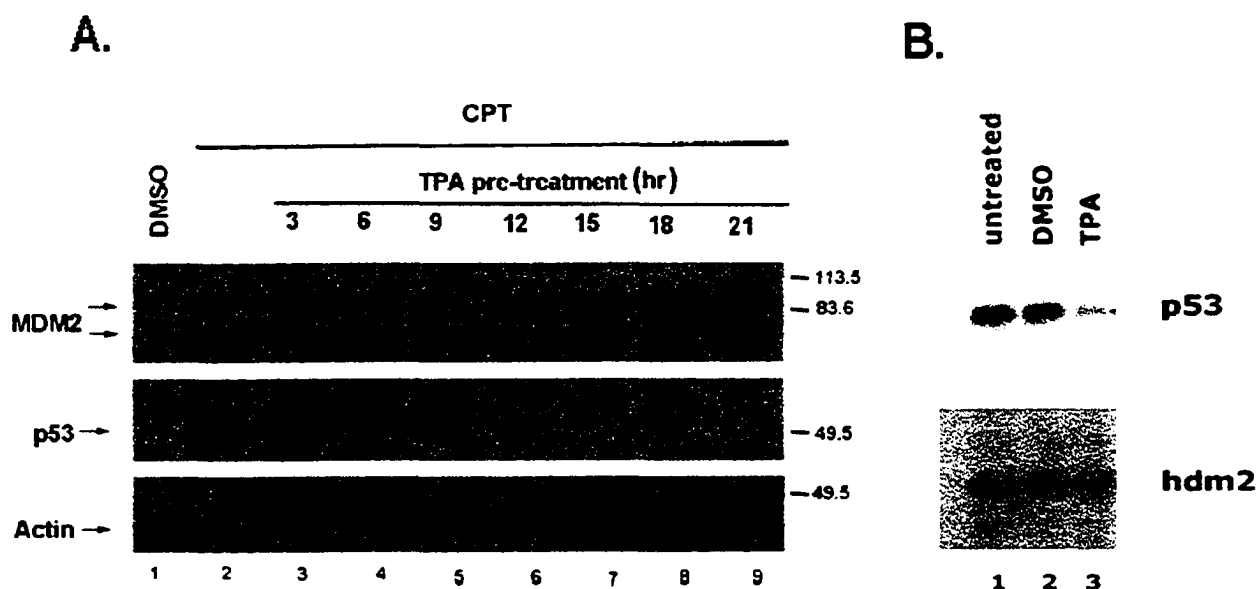 A.
CPT
DMSO
TPA pre-treatment (hr)
3 6 9 12 15 18 21
MDM2
113.5
83.6
p53
49.5
Actin
49.5
1 2 3 4 5 6 7 8 9
B.
untreated
DMSO
TPA
p53
hdm2
1 2 3